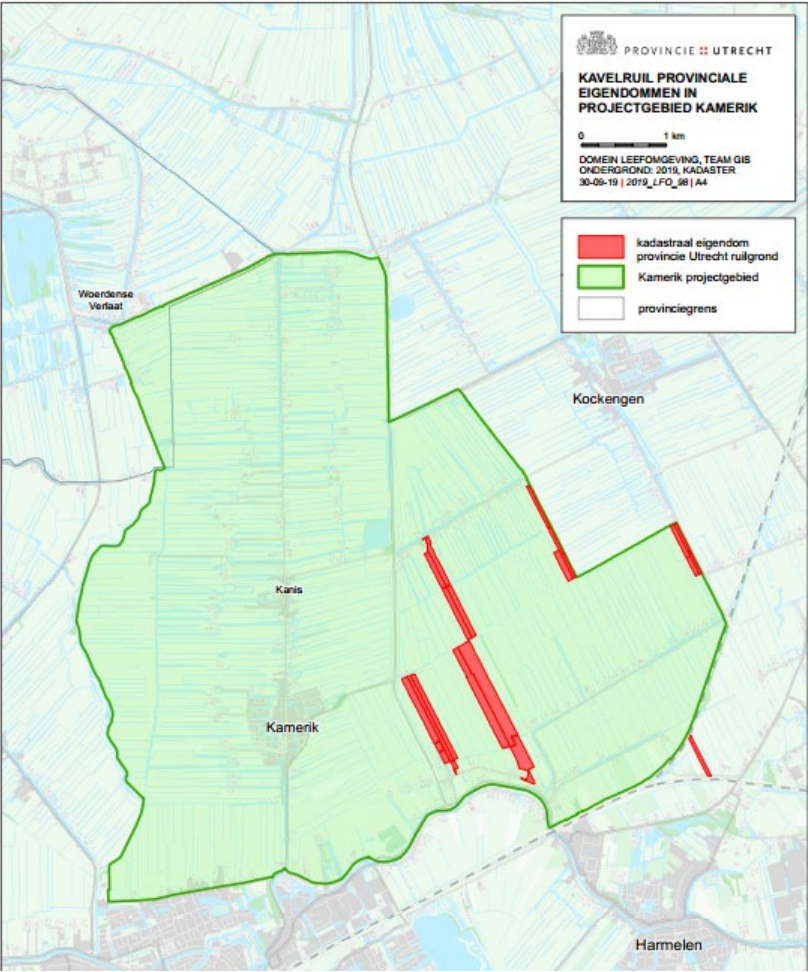 PROVINCIE :: UTRECHT
KAVELRUIL PROVINCIALE
EIGENDOMMEN IN
PROJECTGEBIED KAMERIK
0 1 km
DOMEIN LEEFOMGEVING, TEAM GIS
ONDERGROND: 2019, KADASTER
30-09-19 | 2019_LFO_98 | A4
kadastraal eigendom
provincie Utrecht ruilgrond
Kamerik projectgebied
provinciegrens
Woerdense
Verlaat
Kockengen
Kanis
Kamerik
Harmelen